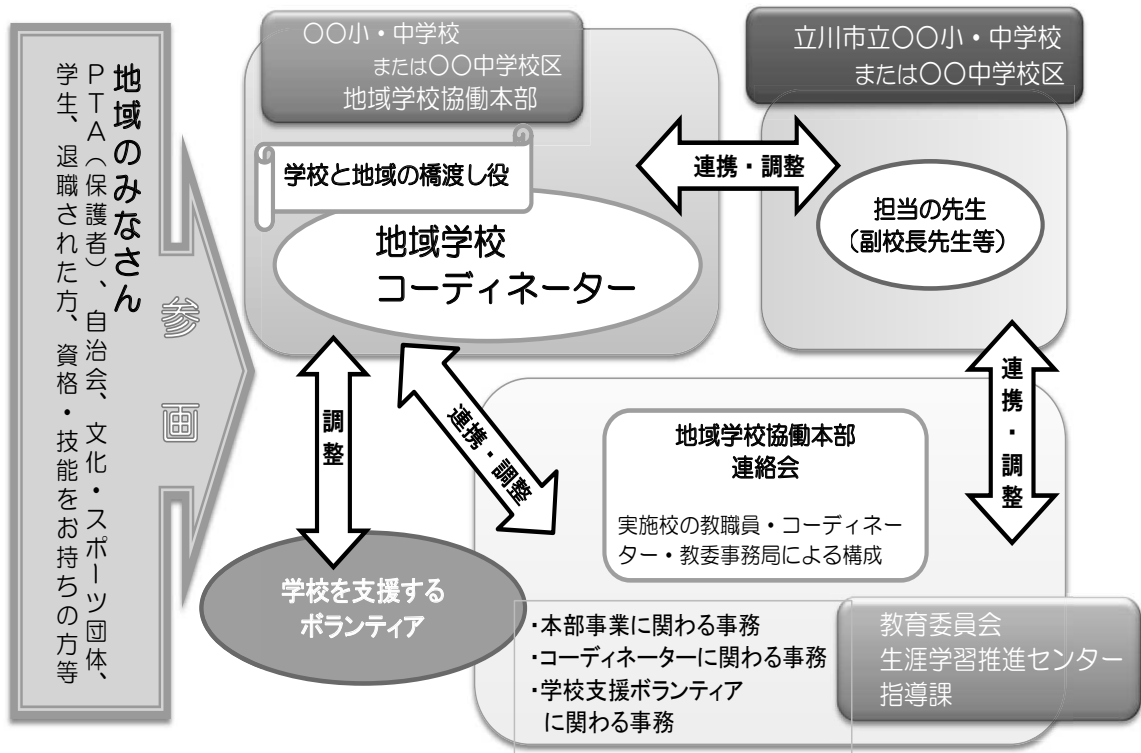 地域のみなさん
PTA（保護者）、自治会、文化・スポーツ団体、
学生、退職された方、資格・技能をお持ちの方等
参画
〇〇小・中学校
または〇〇中学校区
地域学校協働本部
学校と地域の橋渡し役
地域学校
コーディネーター
連携・調整
立川市立〇〇小・中学校
または〇〇中学校区
担当の先生
（副校長先生等）
調整
連携・調整
連携・調整
学校を支援する
ボランティア
地域学校協働本部
連絡会
実施校の教職員・コーディネー
ター・教委事務局による構成
・本部事業に関わる事務
・コーディネーターに関わる事務
・学校支援ボランティア
に関わる事務
教育委員会
生涯学習推進センター
指導課